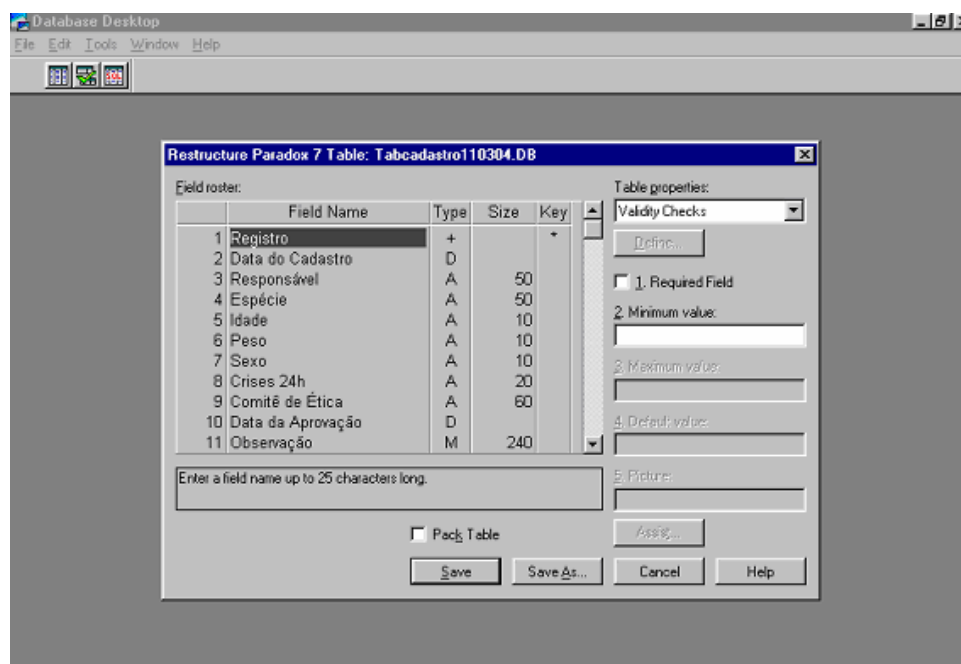 Database Desktop
File Edit Tools Window Help
SQL
Restructure Paradox 7 Table: Tabcadastro110304.DB
Field roster:
Table properties:
Field Name Type Size Key
Validity Checks
1 Registro + *
Define...
2 Data do Cadastro D
3 Responsável A 50
1. Required Field
4 Espécie A 50
2. Minimum value:
5 Idade A 10
6 Peso A 10
7 Sexo A 10
3. Maximum value:
8 Crises 24h A 20
9 Comitê de Ética A 60
10 Data da Aprovação D
4. Default value:
11 Observação M 240
Enter a field name up to 25 characters long.
5. Picture:
Pack Table
Assist...
Save Save As... Cancel Help